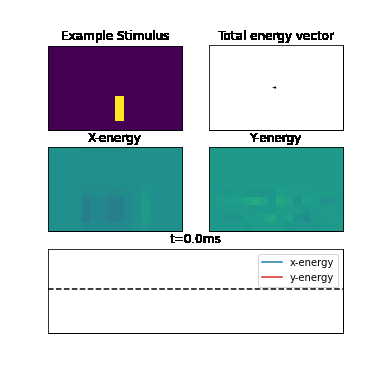 Example Stimulus
Total energy vector
X-energy
Y-energy
t=0.0ms
x-energy
y-energy